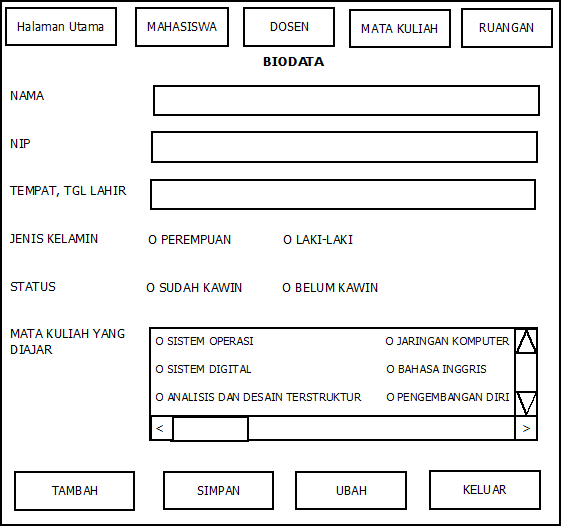 Halaman Utama MAHASISWA DOSEN MATA KULIAH RUANGAN
BIODATA
NAMA
NIP
TEMPAT, TGL LAHIR
JENIS KELAMIN O PEREMPUAN O LAKI-LAKI
STATUS O SUDAH KAWIN O BELUM KAWIN
MATA KULIAH YANG
DIAJAR
O SISTEM OPERASI O JARINGAN KOMPUTER
O SISTEM DIGITAL O BAHASA INGGRIS
O ANALISIS DAN DESAIN TERSTRUKTUR O PENGEMBANGAN DIRI
< >
TAMBAH SIMPAN UBAH KELUAR